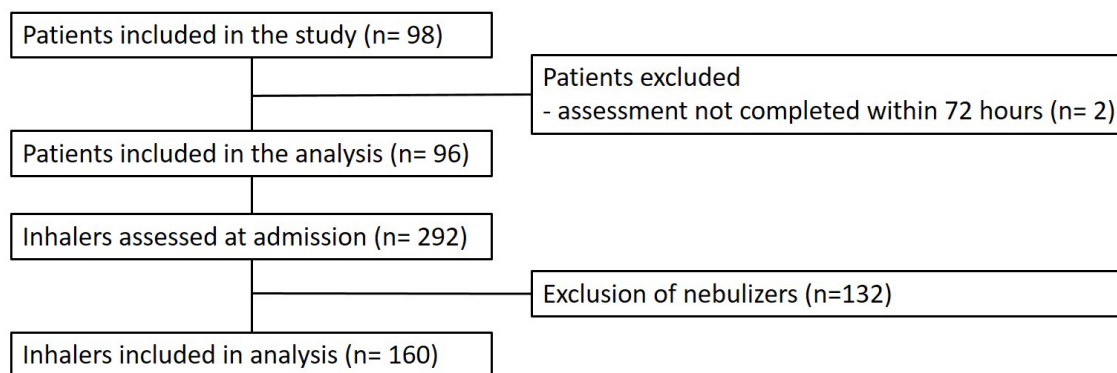 Patients included in the study (n= 98)
Patients excluded
- assessment not completed within 72 hours (n= 2)
Patients included in the analysis (n= 96)
Inhalers assessed at admission (n= 292)
Exclusion of nebulizers (n=132)
Inhalers included in analysis (n= 160)